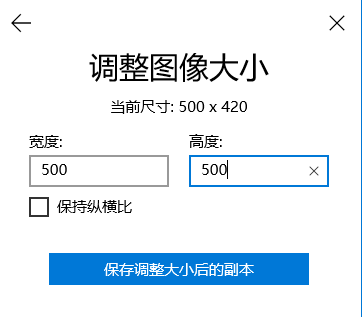 调整图像大小
当前尺寸: 500 x 420
宽度: 高度:
500 500
保持纵横比
保存调整大小后的副本